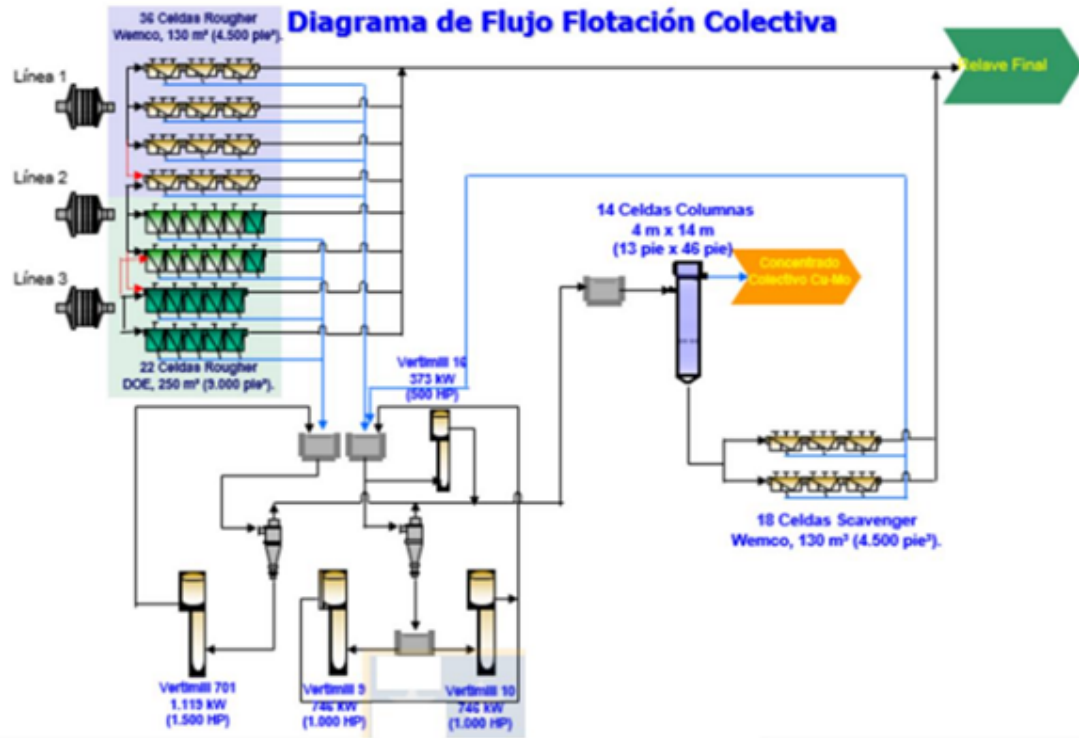 Diagrama de Flujo Flotación Colectiva
36 Celdas Rougher
Wemco, 130 m³ (4.500 pie³).
Línea 1
Línea 2
Línea 3
22 Celdas Rougher
DOE, 250 m³ (9.000 pie³).
Relave Final
14 Celdas Columnas
4 m x 14 m
(13 pie x 46 pie)
Concentrado
Colectivo Cu-Mo
Vertimill 16
373 kW
(500 HP)
18 Celdas Scavenger
Wemco, 130 m³ (4.500 pie³).
Vertimill 701
1.119 kW
(1.500 HP)
Vertimill 9
746 kW
(1.000 HP)
Vertimill 10
746 kW
(1.000 HP)